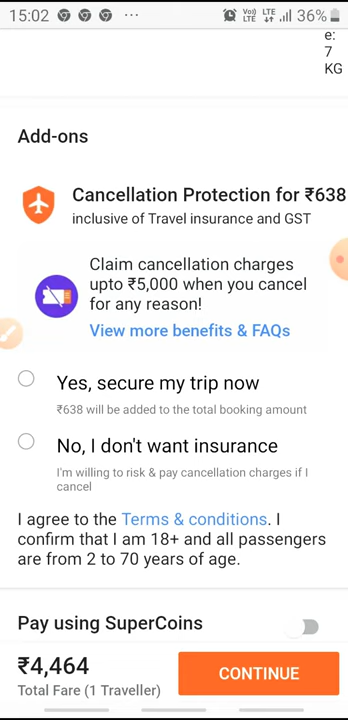 15:02
Vo)) LTE LTE 36%
e:
7
KG
Add-ons
Cancellation Protection for ₹638
inclusive of Travel insurance and GST
Claim cancellation charges
upto ₹5,000 when you cancel
for any reason!
View more benefits & FAQs
Yes, secure my trip now
₹638 will be added to the total booking amount
No, I don't want insurance
I'm willing to risk & pay cancellation charges if I
cancel
I agree to the Terms & conditions. I
confirm that I am 18+ and all passengers
are from 2 to 70 years of age.
Pay using SuperCoins
₹4,464
Total Fare (1 Traveller)
CONTINUE